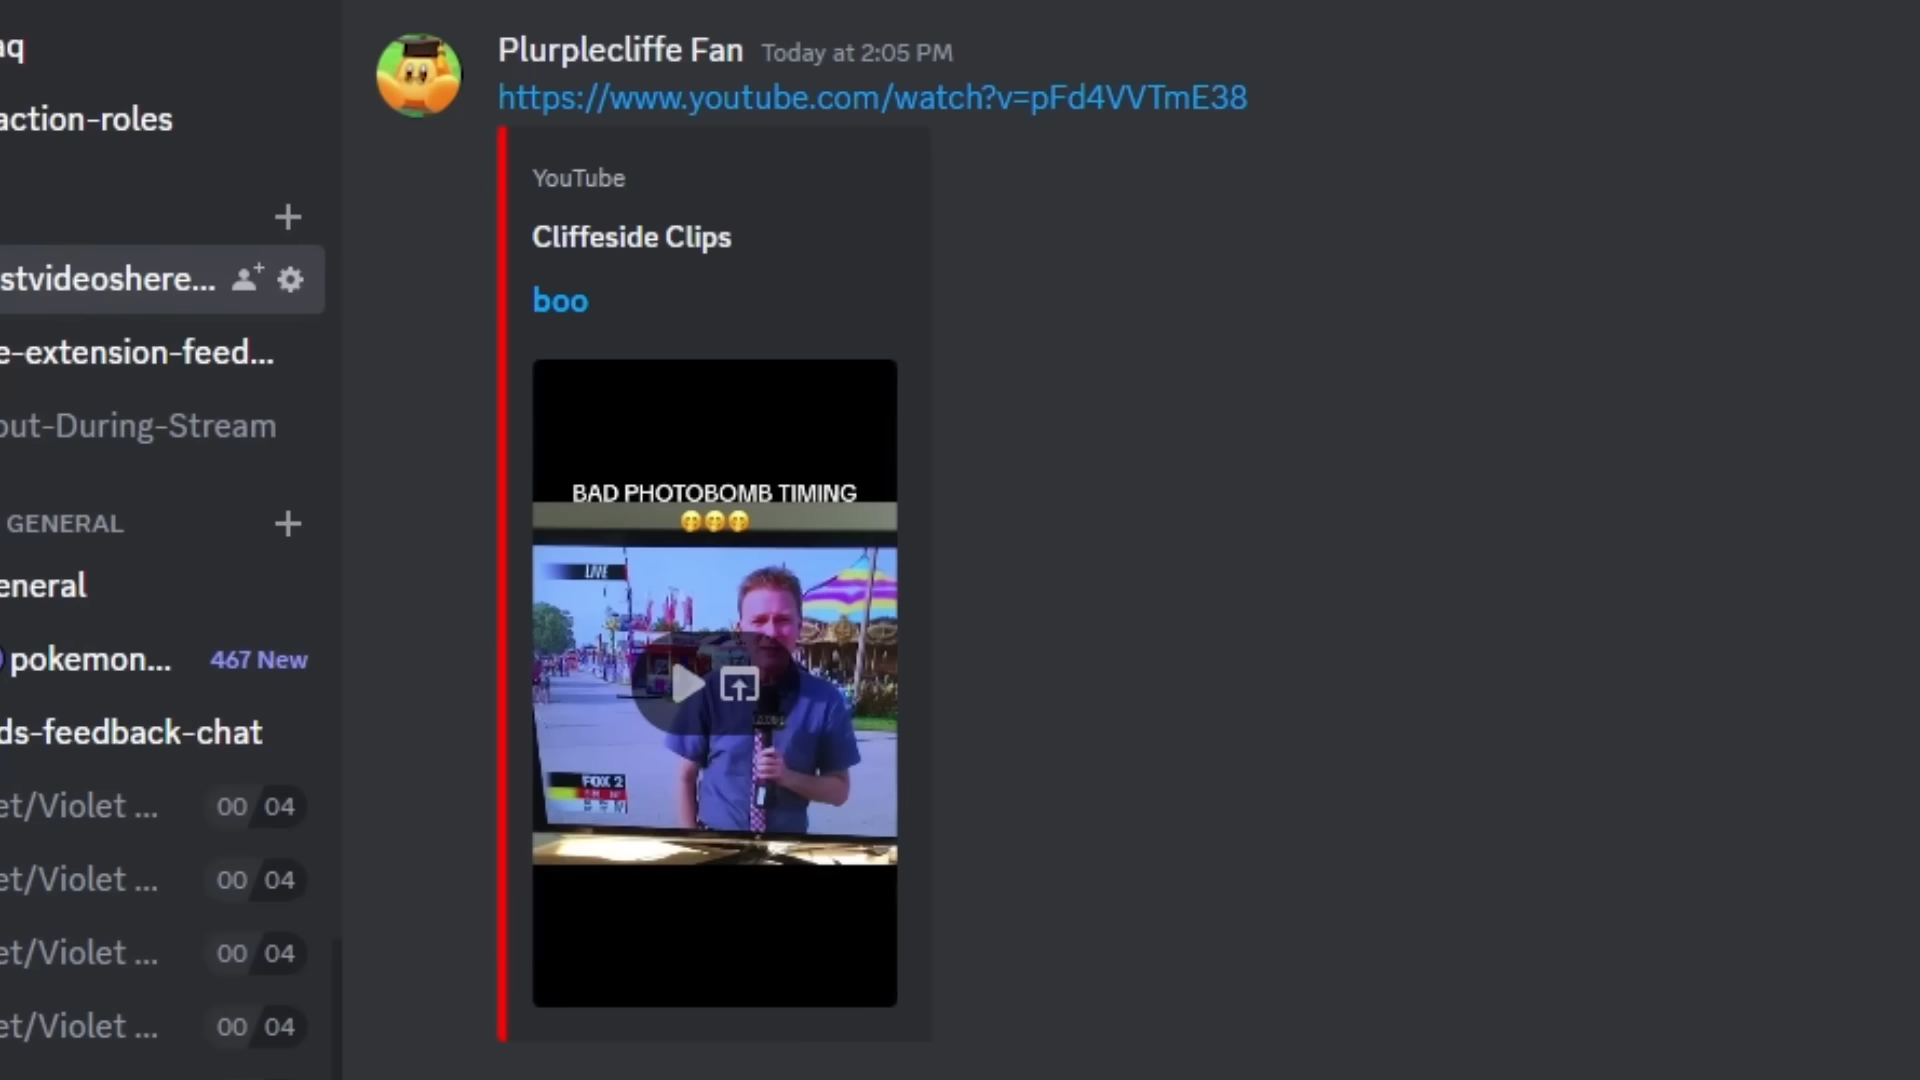 aq
action-roles
stvideoshere...
e-extension-feed...
out-During-Stream
GENERAL
eneral
pokemon... 467 New
ds-feedback-chat
et/Violet ... 00 04
et/Violet ... 00 04
et/Violet ... 00 04
et/Violet ... 00 04
Plurplecliffe Fan Today at 2:05 PM
https://www.youtube.com/watch?v=pFd4VVTmE38
YouTube
Cliffeside Clips
boo
BAD PHOTOBOMB TIMING
LIVE
FOX 2